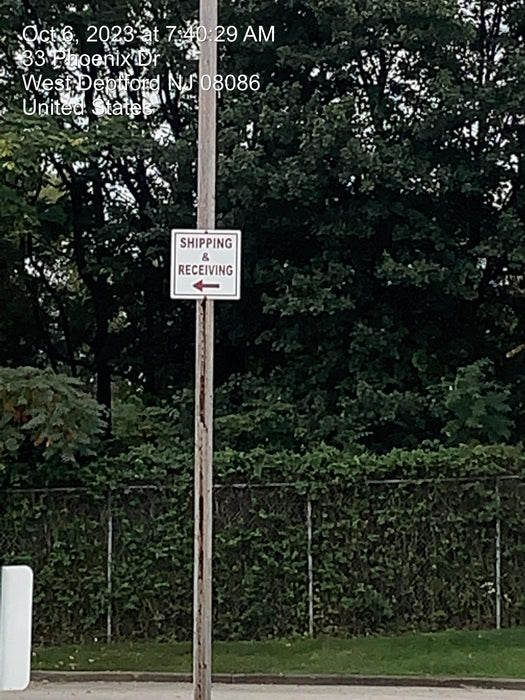 Oct 6, 2023 at 7:40:29 AM
33 Phoenix Dr
West Deptford NJ 08086
United States
SHIPPING
&
RECEIVING